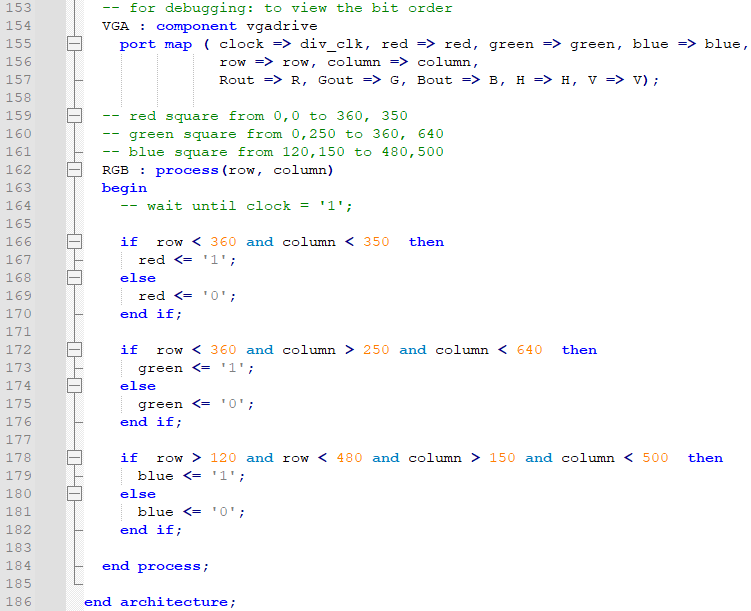 153 -- for debugging: to view the bit order
154 VGA : component vgadrive
155 port map ( clock => div_clk, red => red, green => green, blue => blue,
156 row => row, column => column,
157 Rout => R, Gout => G, Bout => B, H => H, V => V);
158
159 -- red square from 0,0 to 360, 350
160 -- green square from 0,250 to 360, 640
161 -- blue square from 120,150 to 480,500
162 RGB : process(row, column)
163 begin
164 -- wait until clock = '1';
165
166 if  row < 360 and column < 350  then
167 red <= '1';
168 else
169 red <= '0';
170 end if;
171
172 if  row < 360 and column > 250 and column < 640  then
173 green <= '1';
174 else
175 green <= '0';
176 end if;
177
178 if  row > 120 and row < 480 and column > 150 and column < 500  then
179 blue <= '1';
180 else
181 blue <= '0';
182 end if;
183
184 end process;
185
186 end architecture;